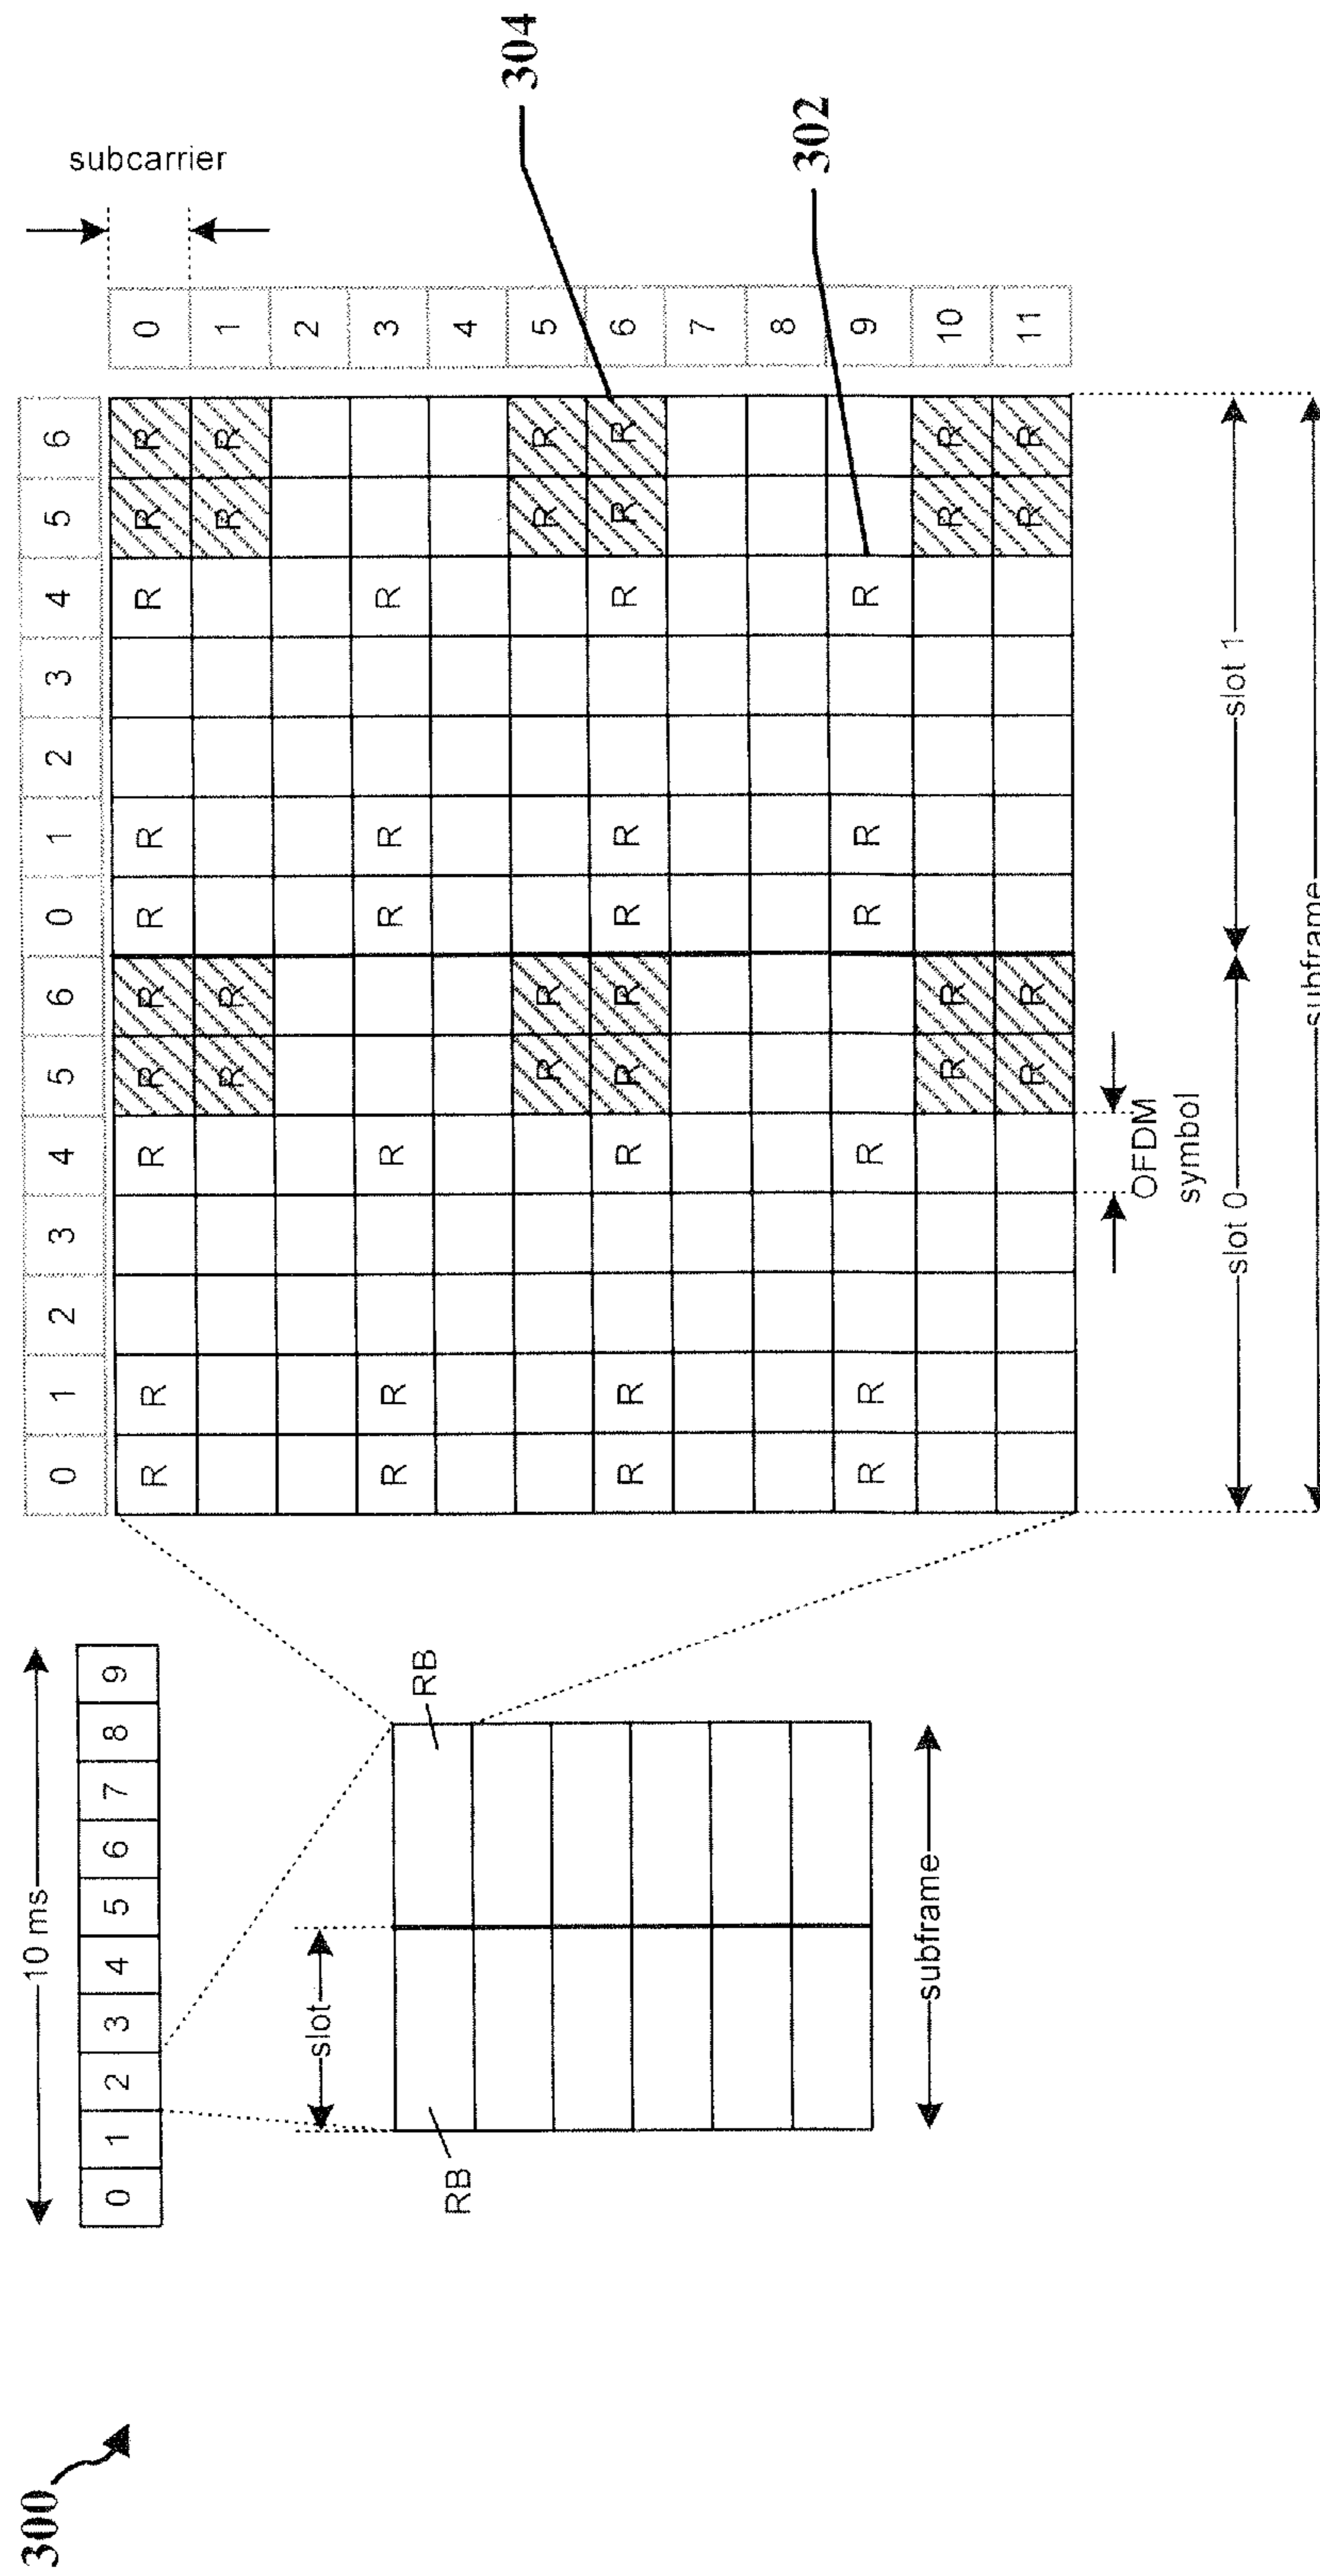 300
10 ms
0 1 2 3 4 5 6 7 8 9
slot
RB RB
subframe
0 1 2 3 4 5 6 0 1 2 3 4 5 6
subcarrier
R R R R R R R R R R 0
R R R R 1
2
R R R R R R 3
4
R R R R 5
R R R R R R R R R R 6
7
8
R R R R R R 9
R R R R 10
R R R R 11
304
302
OFDM
symbol
slot 0 slot 1
subframe